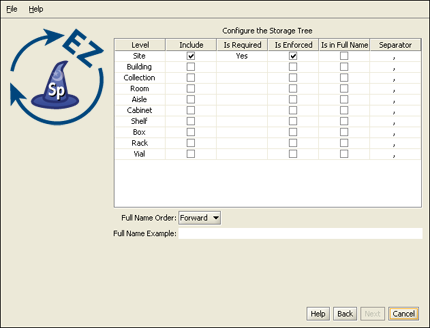 File Help
EZ
Sp
Configure the Storage Tree
Level Include Is Required Is Enforced Is in Full Name Separator
Site Yes ,
Building ,
Collection ,
Room ,
Aisle ,
Cabinet ,
Shelf ,
Box ,
Rack ,
Vial ,
Full Name Order: Forward
Full Name Example:
Help Back Next Cancel